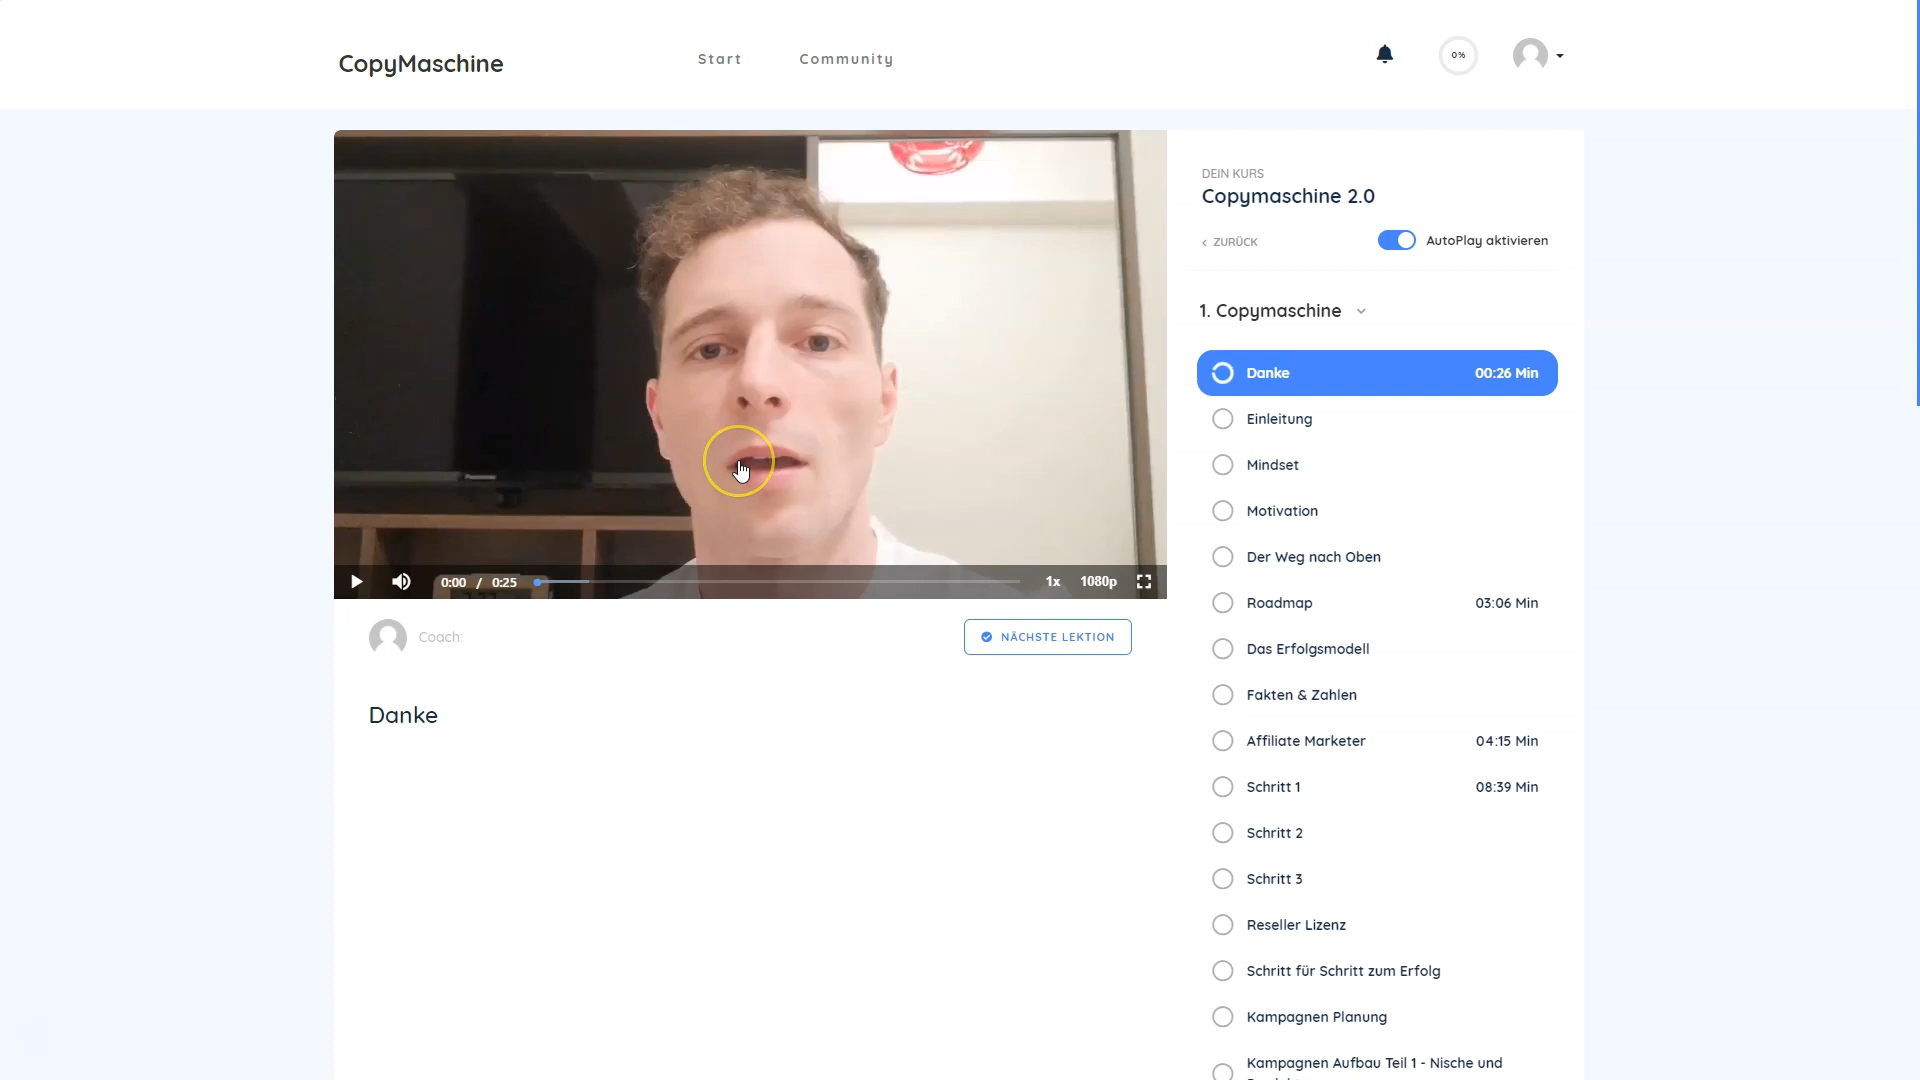 CopyMaschine
Start
Community
0%
DEIN KURS
Copymaschine 2.0
‹ ZURÜCK
AutoPlay aktivieren
1. Copymaschine
Danke 00:26 Min
Einleitung
Mindset
Motivation
Der Weg nach Oben
Roadmap 03:06 Min
Das Erfolgsmodell
Fakten & Zahlen
Affiliate Marketer 04:15 Min
Schritt 1 08:39 Min
Schritt 2
Schritt 3
Reseller Lizenz
Schritt für Schritt zum Erfolg
Kampagnen Planung
Kampagnen Aufbau Teil 1 - Nische und
0:00 / 0:25
1x
1080p
Coach:
NÄCHSTE LEKTION
Danke